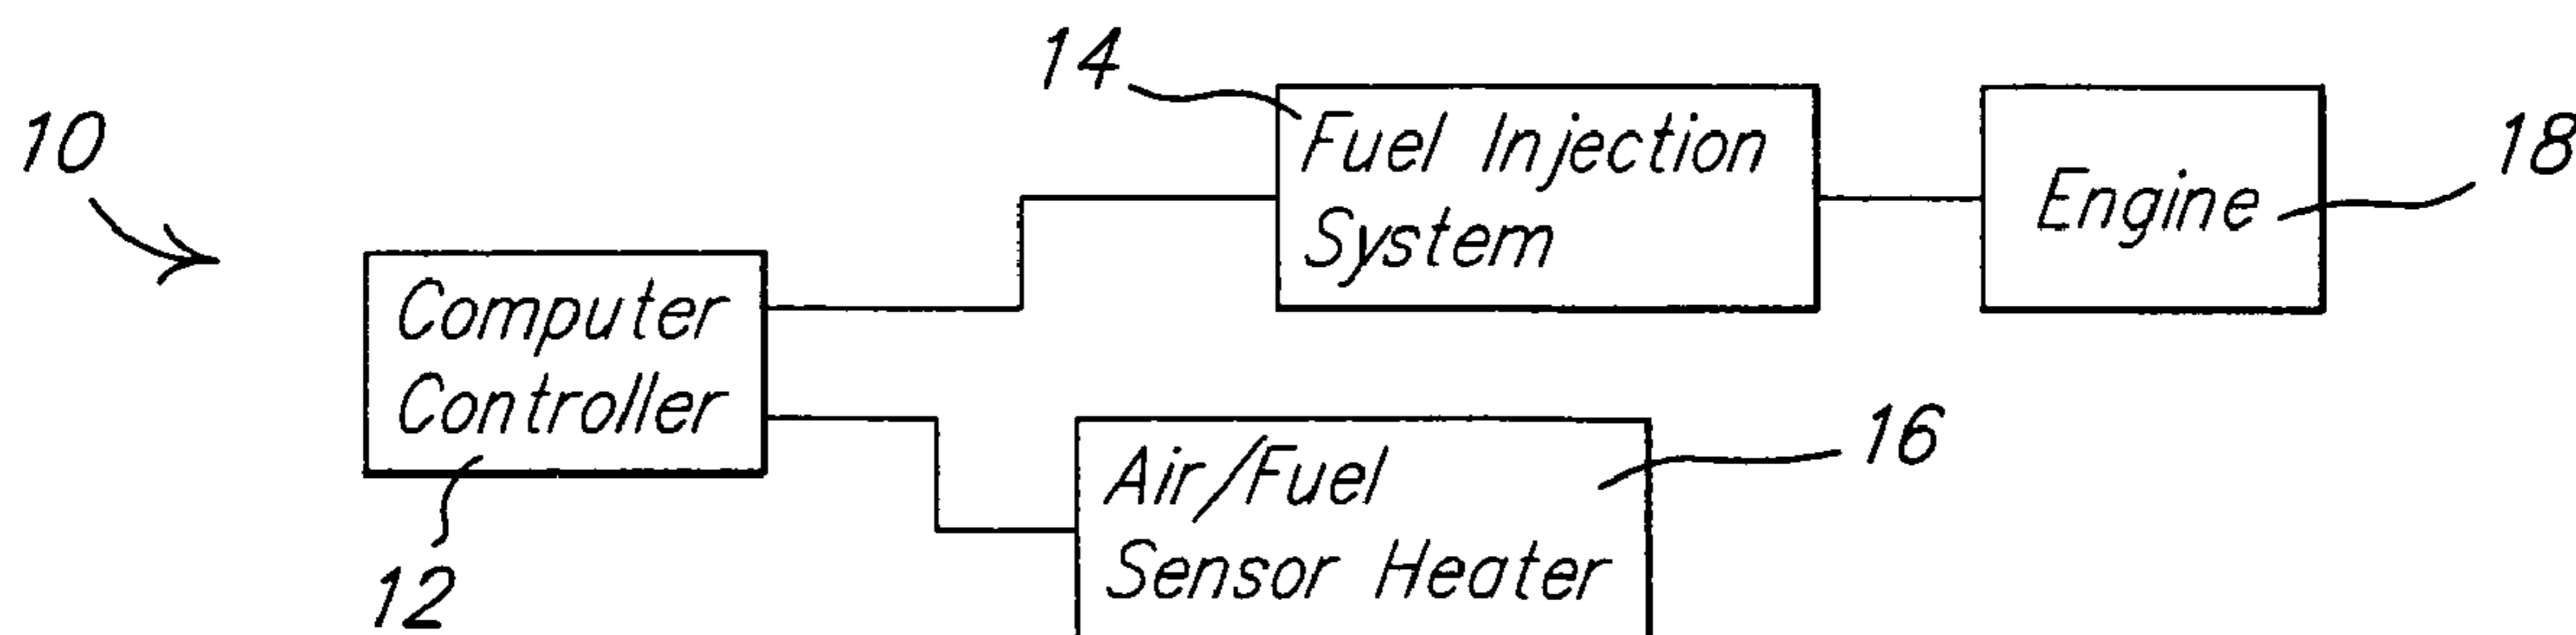 10
14
Fuel Injection
System
Engine
18
Computer
Controller
12
Air/Fuel
Sensor Heater
16